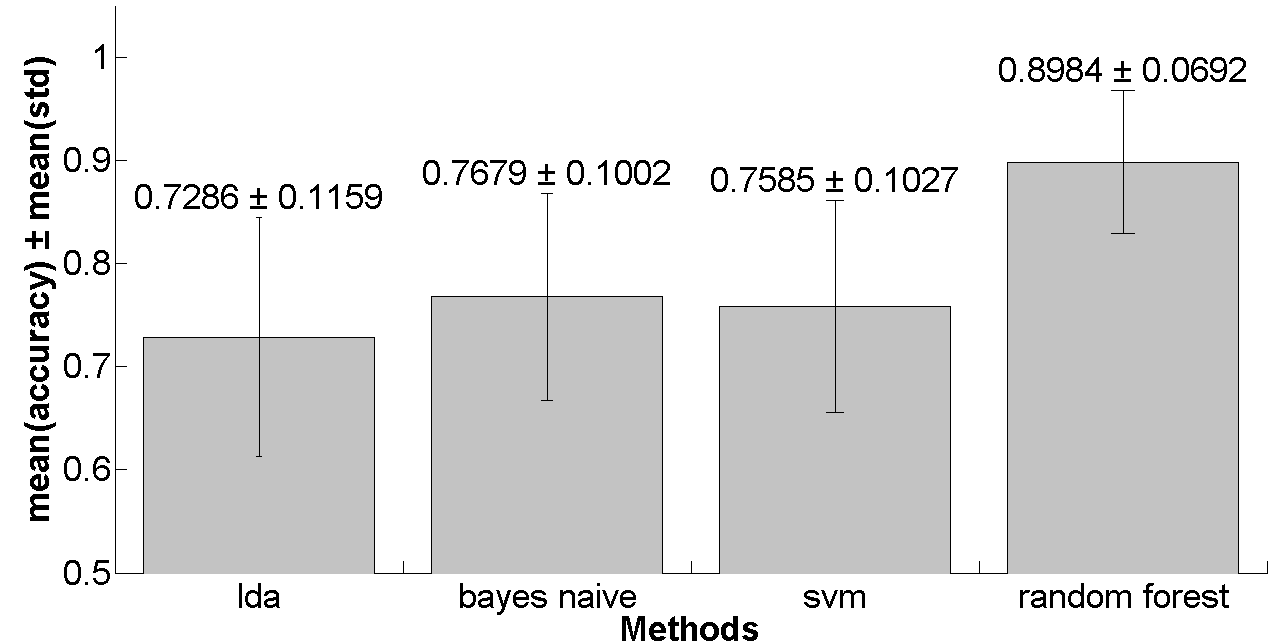 mean(accuracy) ± mean(std)
1
0.9
0.8
0.7
0.6
0.5
0.7286 ± 0.1159
0.7679 ± 0.1002
0.7585 ± 0.1027
0.8984 ± 0.0692
lda
bayes naive
svm
random forest
Methods